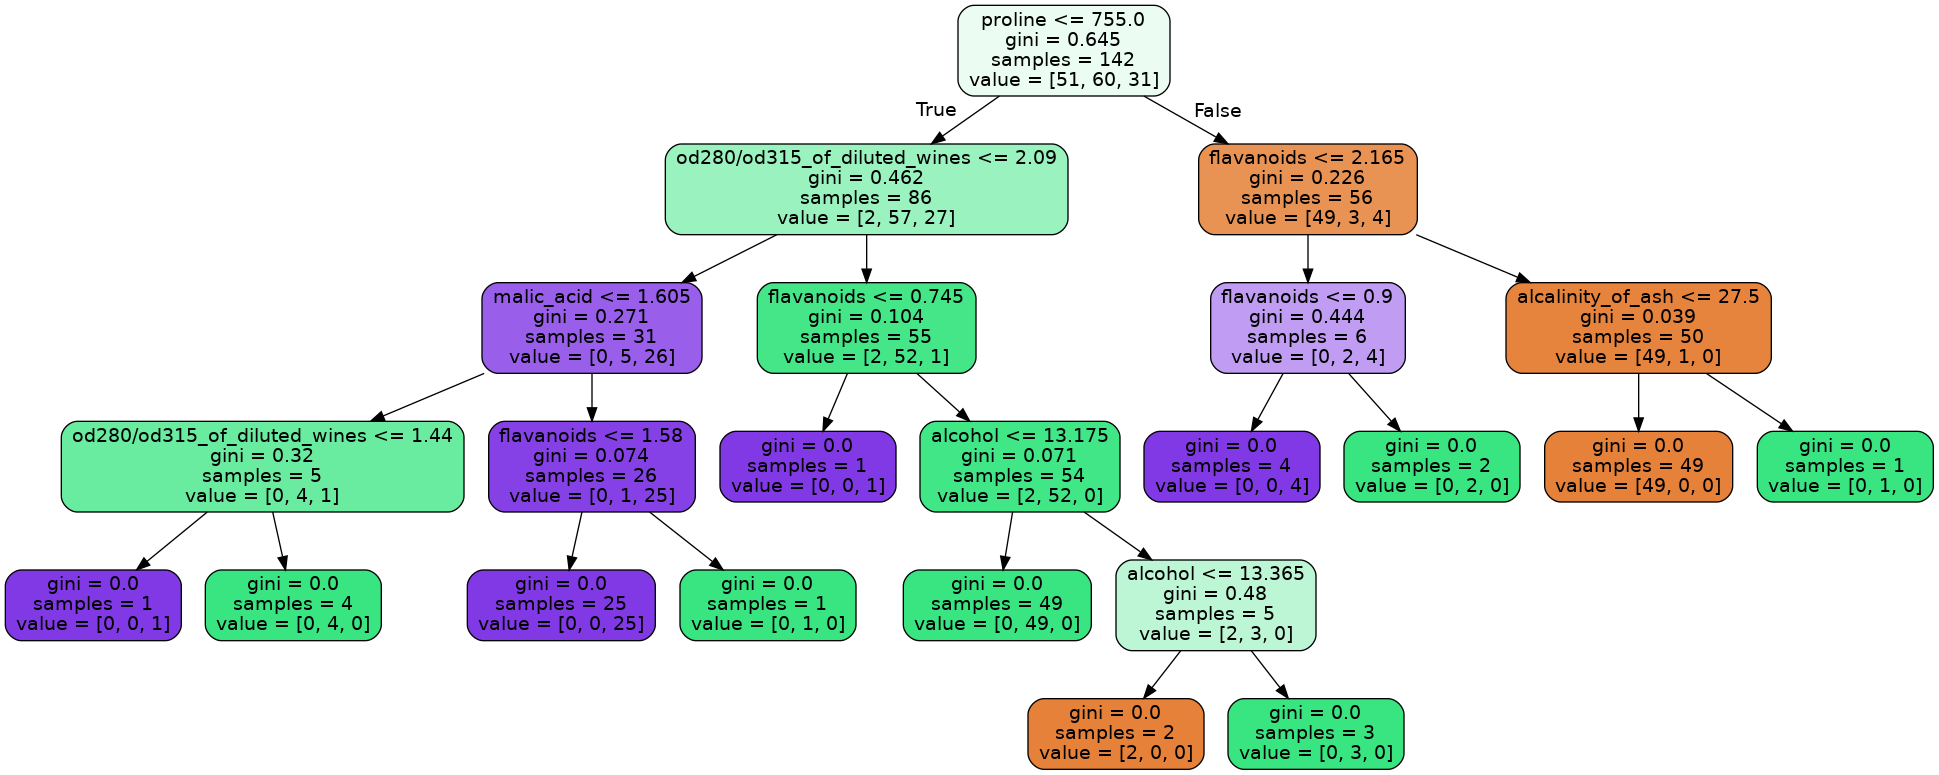 proline <= 755.0
gini = 0.645
samples = 142
value = [51, 60, 31]
True
False
od280/od315_of_diluted_wines <= 2.09
gini = 0.462
samples = 86
value = [2, 57, 27]
flavanoids <= 2.165
gini = 0.226
samples = 56
value = [49, 3, 4]
malic_acid <= 1.605
gini = 0.271
samples = 31
value = [0, 5, 26]
flavanoids <= 0.745
gini = 0.104
samples = 55
value = [2, 52, 1]
flavanoids <= 0.9
gini = 0.444
samples = 6
value = [0, 2, 4]
alcalinity_of_ash <= 27.5
gini = 0.039
samples = 50
value = [49, 1, 0]
od280/od315_of_diluted_wines <= 1.44
gini = 0.32
samples = 5
value = [0, 4, 1]
flavanoids <= 1.58
gini = 0.074
samples = 26
value = [0, 1, 25]
gini = 0.0
samples = 1
value = [0, 0, 1]
alcohol <= 13.175
gini = 0.071
samples = 54
value = [2, 52, 0]
gini = 0.0
samples = 4
value = [0, 0, 4]
gini = 0.0
samples = 2
value = [0, 2, 0]
gini = 0.0
samples = 49
value = [49, 0, 0]
gini = 0.0
samples = 1
value = [0, 1, 0]
gini = 0.0
samples = 1
value = [0, 0, 1]
gini = 0.0
samples = 4
value = [0, 4, 0]
gini = 0.0
samples = 25
value = [0, 0, 25]
gini = 0.0
samples = 1
value = [0, 1, 0]
gini = 0.0
samples = 49
value = [0, 49, 0]
alcohol <= 13.365
gini = 0.48
samples = 5
value = [2, 3, 0]
gini = 0.0
samples = 2
value = [2, 0, 0]
gini = 0.0
samples = 3
value = [0, 3, 0]